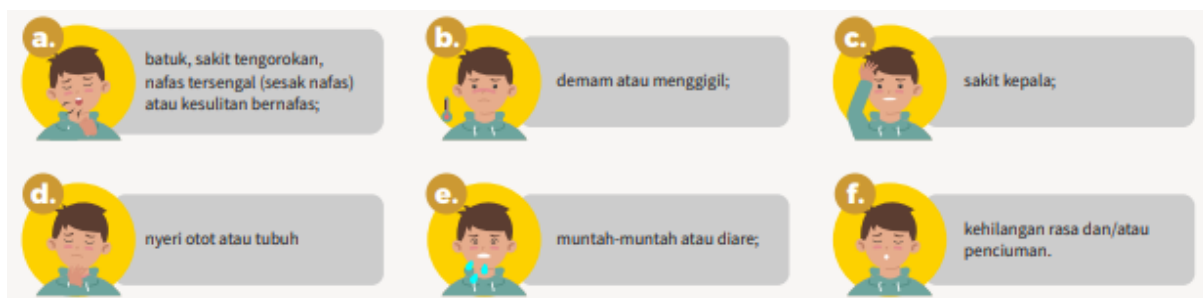 a.
batuk, sakit tengorokan,
nafas tersengal (sesak nafas)
atau kesulitan bernafas;
b.
demam atau menggigil;
c.
sakit kepala;
d.
nyeri otot atau tubuh
e.
muntah-muntah atau diare;
f.
kehilangan rasa dan/atau
penciuman.